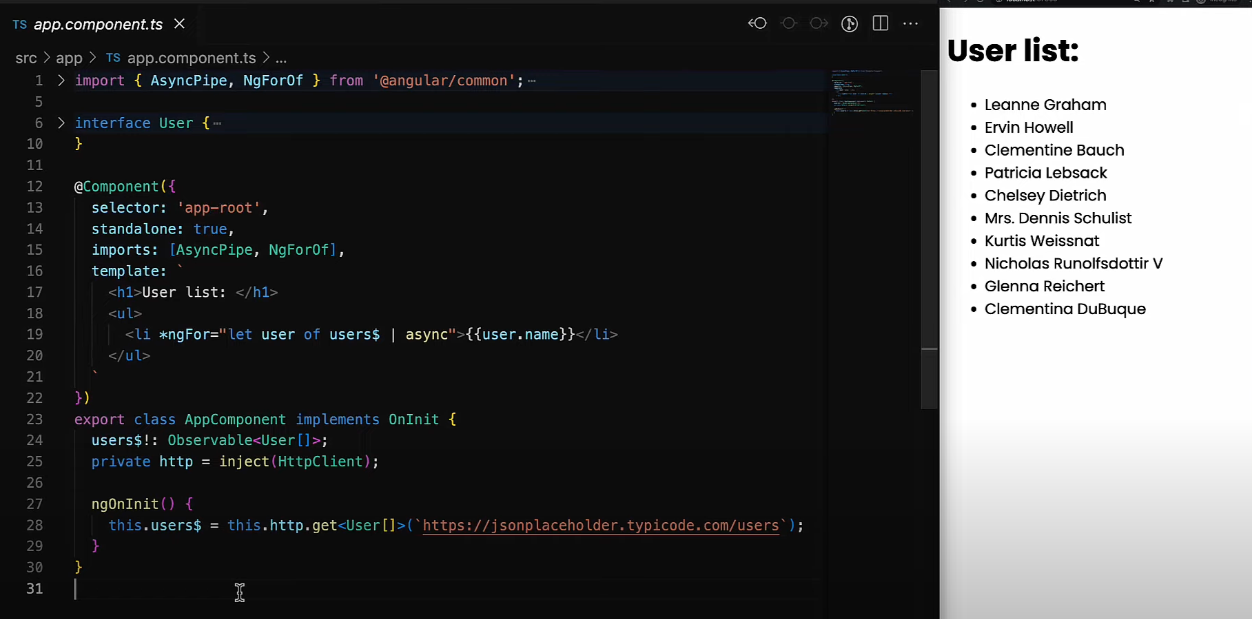 TS app.component.ts
src > app > TS app.component.ts > ...
1 > import { AsyncPipe, NgForOf } from '@angular/common';
5
6 > interface User {
10 }
11
12 @Component({
13 selector: 'app-root',
14 standalone: true,
15 imports: [AsyncPipe, NgForOf],
16 template: `
17 <h1>User list: </h1>
18 <ul>
19 <li *ngFor="let user of users$ | async">{{user.name}}</li>
20 </ul>
21 `
22 })
23 export class AppComponent implements OnInit {
24 users$!: Observable<User[]>;
25 private http = inject(HttpClient);
26
27 ngOnInit() {
28 this.users$ = this.http.get<User[]>(`https://jsonplaceholder.typicode.com/users`);
29 }
30 }
31
User list:
Leanne Graham
Ervin Howell
Clementine Bauch
Patricia Lebsack
Chelsey Dietrich
Mrs. Dennis Schulist
Kurtis Weissnat
Nicholas Runolfsdottir V
Glenna Reichert
Clementina DuBuque